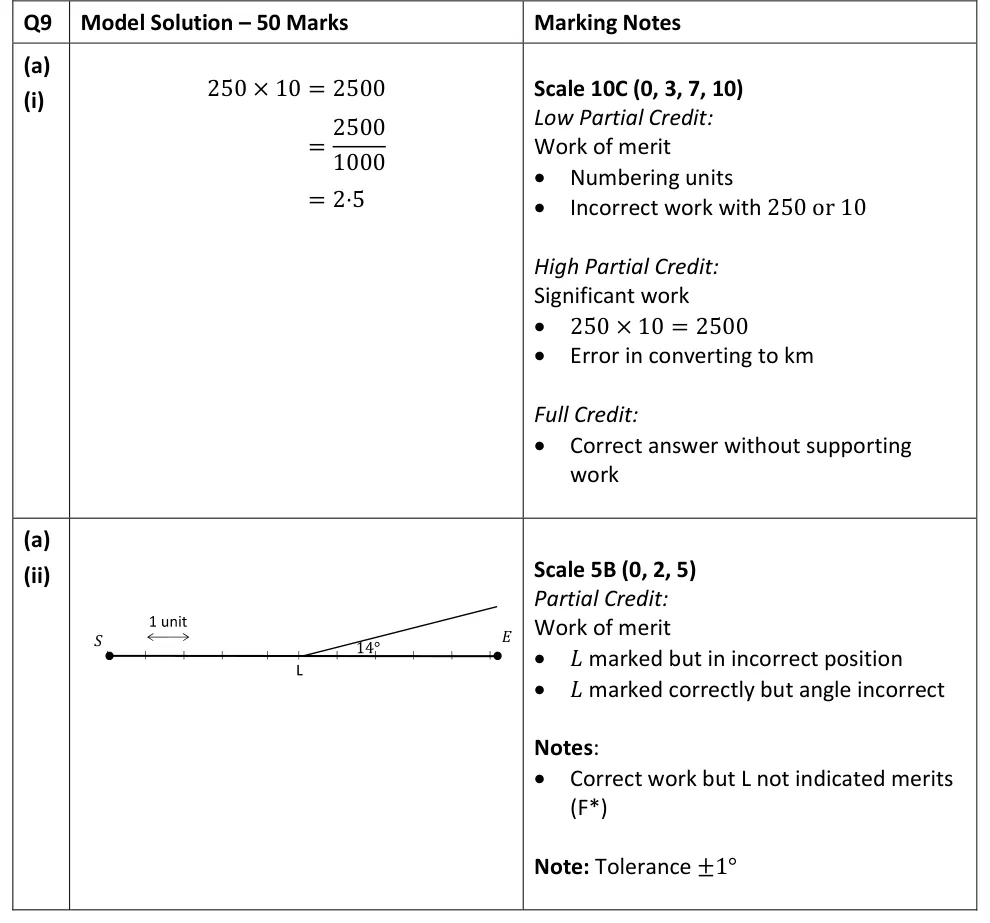 Q9 Model Solution – 50 Marks Marking Notes
(a)
(i)
250 × 10 = 2500
= 2500/1000
= 2·5
Scale 10C (0, 3, 7, 10)
Low Partial Credit:
Work of merit
• Numbering units
• Incorrect work with 250 or 10
High Partial Credit:
Significant work
• 250 × 10 = 2500
• Error in converting to km
Full Credit:
• Correct answer without supporting
work
(a)
(ii)
1 unit
S
14°
E
L
Scale 5B (0, 2, 5)
Partial Credit:
Work of merit
• L marked but in incorrect position
• L marked correctly but angle incorrect
Notes:
• Correct work but L not indicated merits
(F*)
Note: Tolerance ±1°